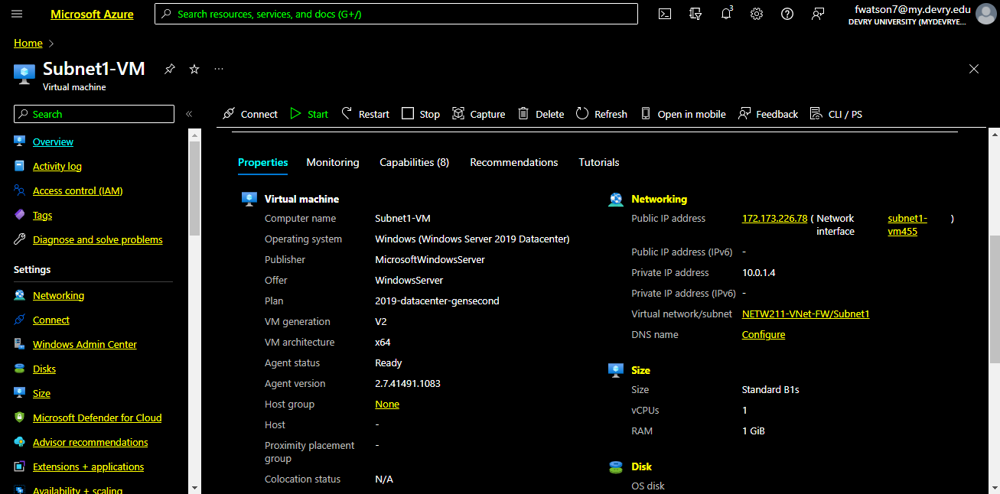 Microsoft Azure
Search resources, services, and docs (G+/)
3
fwatson7@my.devry.edu
DEVRY UNIVERSITY (MYDEVRYE...
Home >
Subnet1-VM
Virtual machine
Search
«
Connect Start Restart Stop Capture Delete Refresh Open in mobile Feedback CLI / PS
Overview
Activity log
Access control (IAM)
Tags
Diagnose and solve problems
Settings
Networking
Connect
Windows Admin Center
Disks
Size
Microsoft Defender for Cloud
Advisor recommendations
Extensions + applications
Availability + scaling
Properties Monitoring Capabilities (8) Recommendations Tutorials
Virtual machine
Computer name Subnet1-VM
Operating system Windows (Windows Server 2019 Datacenter)
Publisher MicrosoftWindowsServer
Offer WindowsServer
Plan 2019-datacenter-gensecond
VM generation V2
VM architecture x64
Agent status Ready
Agent version 2.7.41491.1083
Host group None
Host -
Proximity placement -
group
Colocation status N/A
Networking
Public IP address 172.173.226.78 ( Network subnet1- )
interface vm455
Public IP address (IPv6) -
Private IP address 10.0.1.4
Private IP address (IPv6) -
Virtual network/subnet NETW211-VNet-FW/Subnet1
DNS name Configure
Size
Size Standard B1s
vCPUs 1
RAM 1 GiB
Disk
OS disk